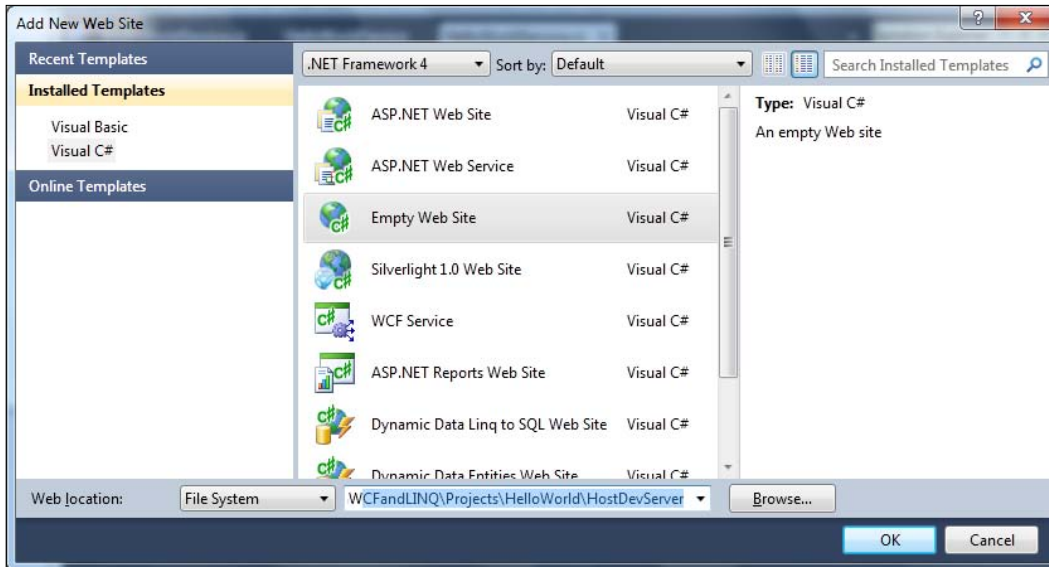 Add New Web Site
Recent Templates
Installed Templates
Visual Basic
Visual C#
Online Templates
.NET Framework 4 Sort by: Default Search Installed Templates
ASP.NET Web Site Visual C#
ASP.NET Web Service Visual C#
Empty Web Site Visual C#
Silverlight 1.0 Web Site Visual C#
WCF Service Visual C#
ASP.NET Reports Web Site Visual C#
Dynamic Data Linq to SQL Web Site Visual C#
Dynamic Data Entities Web Site Visual C#
Type: Visual C#
An empty Web site
Web location: File System WCFandLINQ\Projects\HelloWorld\HostDevServer Browse...
OK Cancel